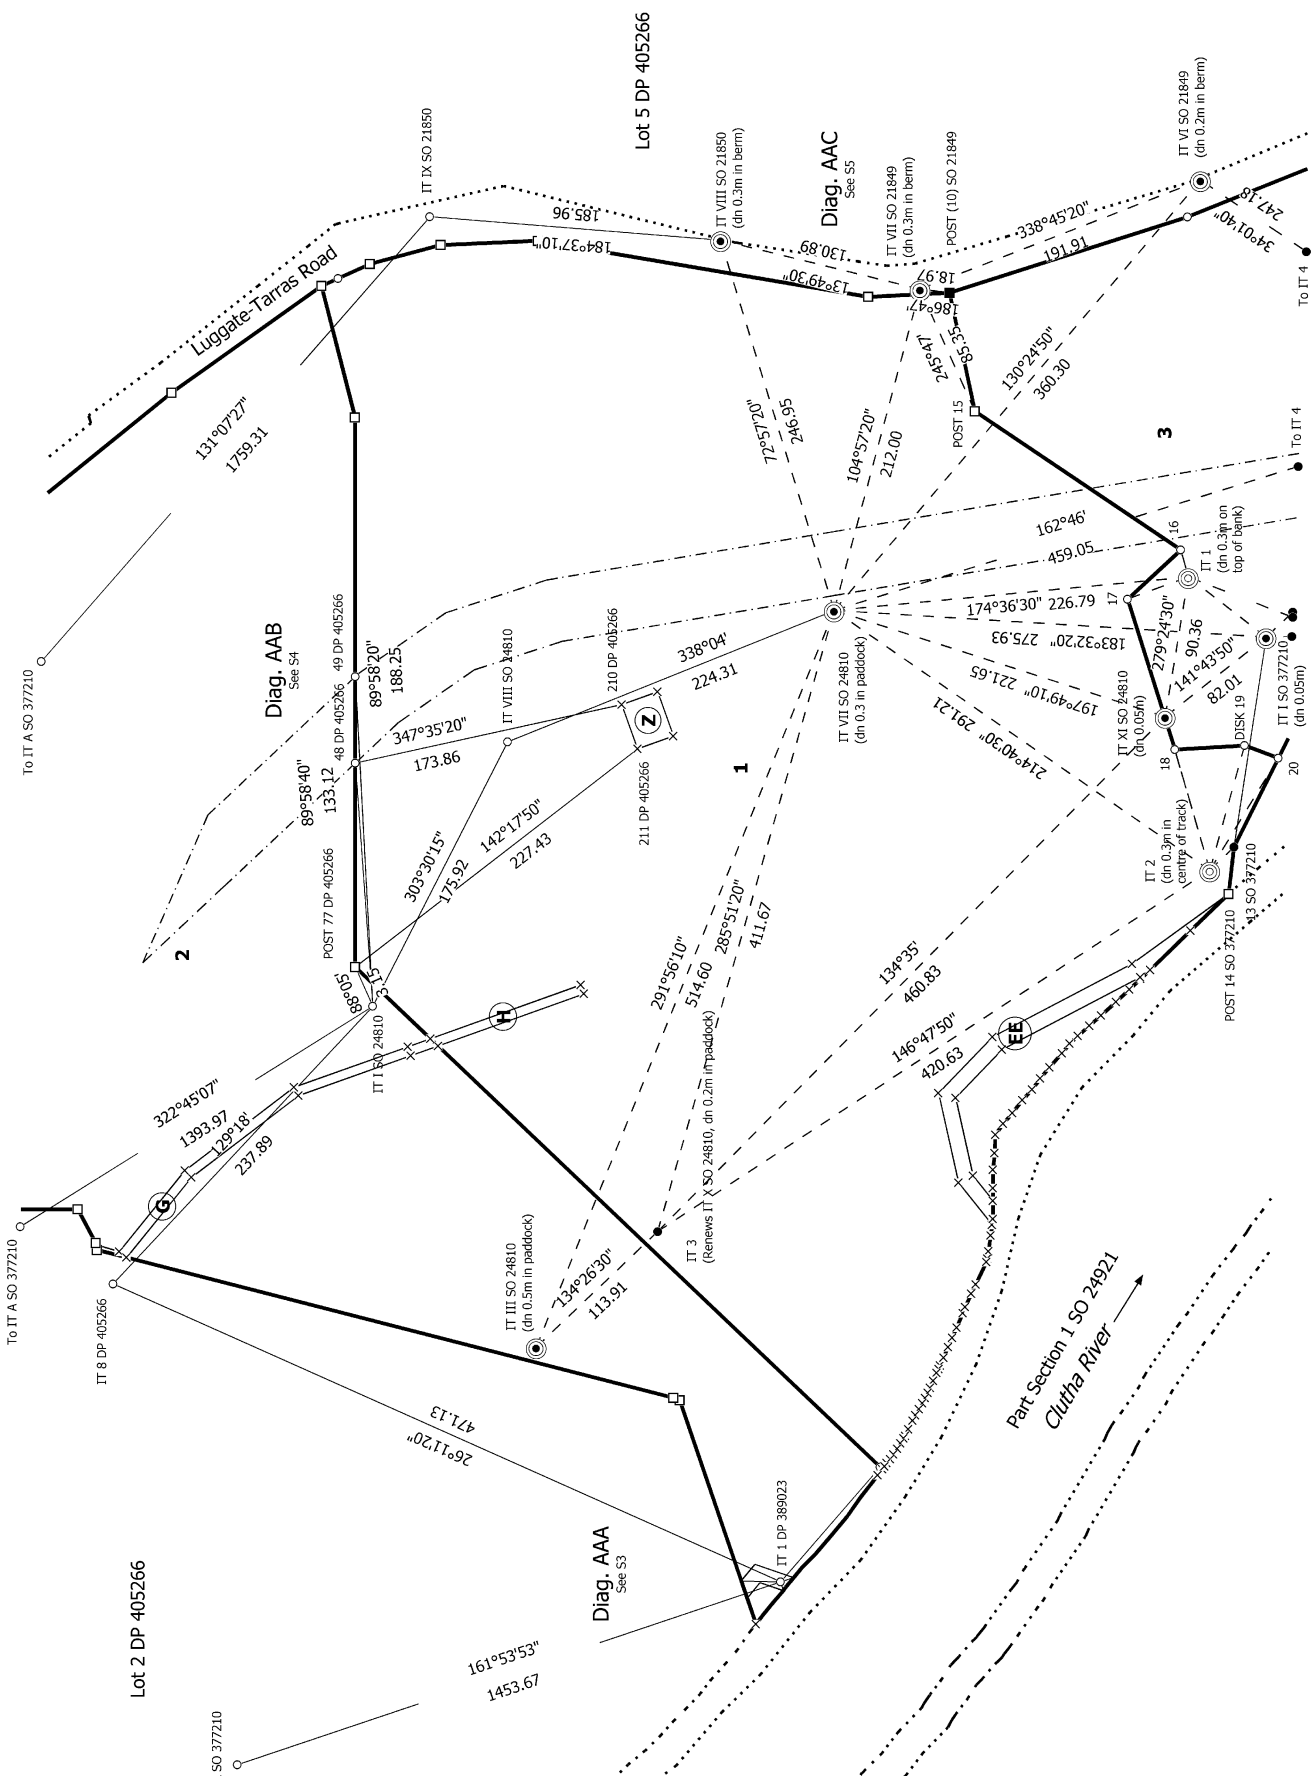 Lot 5 DP 405266
IT IX SO 21850
185.96
IT VIII SO 21850
(dn 0.3m in berm)
Diag. AAC
See S5
IT VII SO 21849
(dn 0.3m in berm)
POST (10) SO 21849
IT VI SO 21849
(dn 0.2m in berm)
Luggate-Tarras Road
184°37'10"
130.89
13°49'30"
18.97
186°47'
338°45'20"
191.91
247.18
34°01'40"
To IT 4
131°07'27"
1759.31
To IT A SO 377210
72°57'20"
246.95
104°57'20"
212.00
245°47'
85.35
POST 15
130°24'50"
360.30
3
To IT 4
Diag. AAB
See S4
49 DP 405266
48 DP 405266
89°58'20"
188.25
89°58'40"
133.12
IT VIII SO 24810
210 DP 405266
347°35'20"
173.86
338°04'
224.31
Z
211 DP 405266
IT VII SO 24810
(dn 0.3 in paddock)
162°46'
459.05
174°36'30" 226.79
183°32'20" 275.93
197°49'10" 221.65
214°40'30"
291.21
16
17
IT 1
(dn 0.3m on
top of bank)
279°24'30"
90.36
141°43'50"
82.01
IT XI SO 24810
(dn 0.05m)
18
DISK 19
20
IT I SO 377210
(dn 0.05m)
IT 2
(dn 0.3m in
centre of track)
13 SO 377210
POST 14 SO 377210
1
2
POST 77 DP 405266
303°30'15"
175.92
142°17'50"
227.43
88°05'
3.15
IT I SO 24810
H
291°56'10"
514.60
285°51'20"
411.67
134°35'
460.83
146°47'50"
420.63
EE
322°45'07"
1393.97
129°18'
237.89
G
To IT A SO 377210
IT 8 DP 405266
IT III SO 24810
(dn 0.5m in paddock)
134°26'30"
113.91
IT 3
(Renews IT X SO 24810, dn 0.2m in paddock)
Part Section 1 SO 24921
Clutha River
471.13
26°11'20"
IT 1 DP 389023
Diag. AAA
See S3
Lot 2 DP 405266
161°53'53"
1453.67
SO 377210